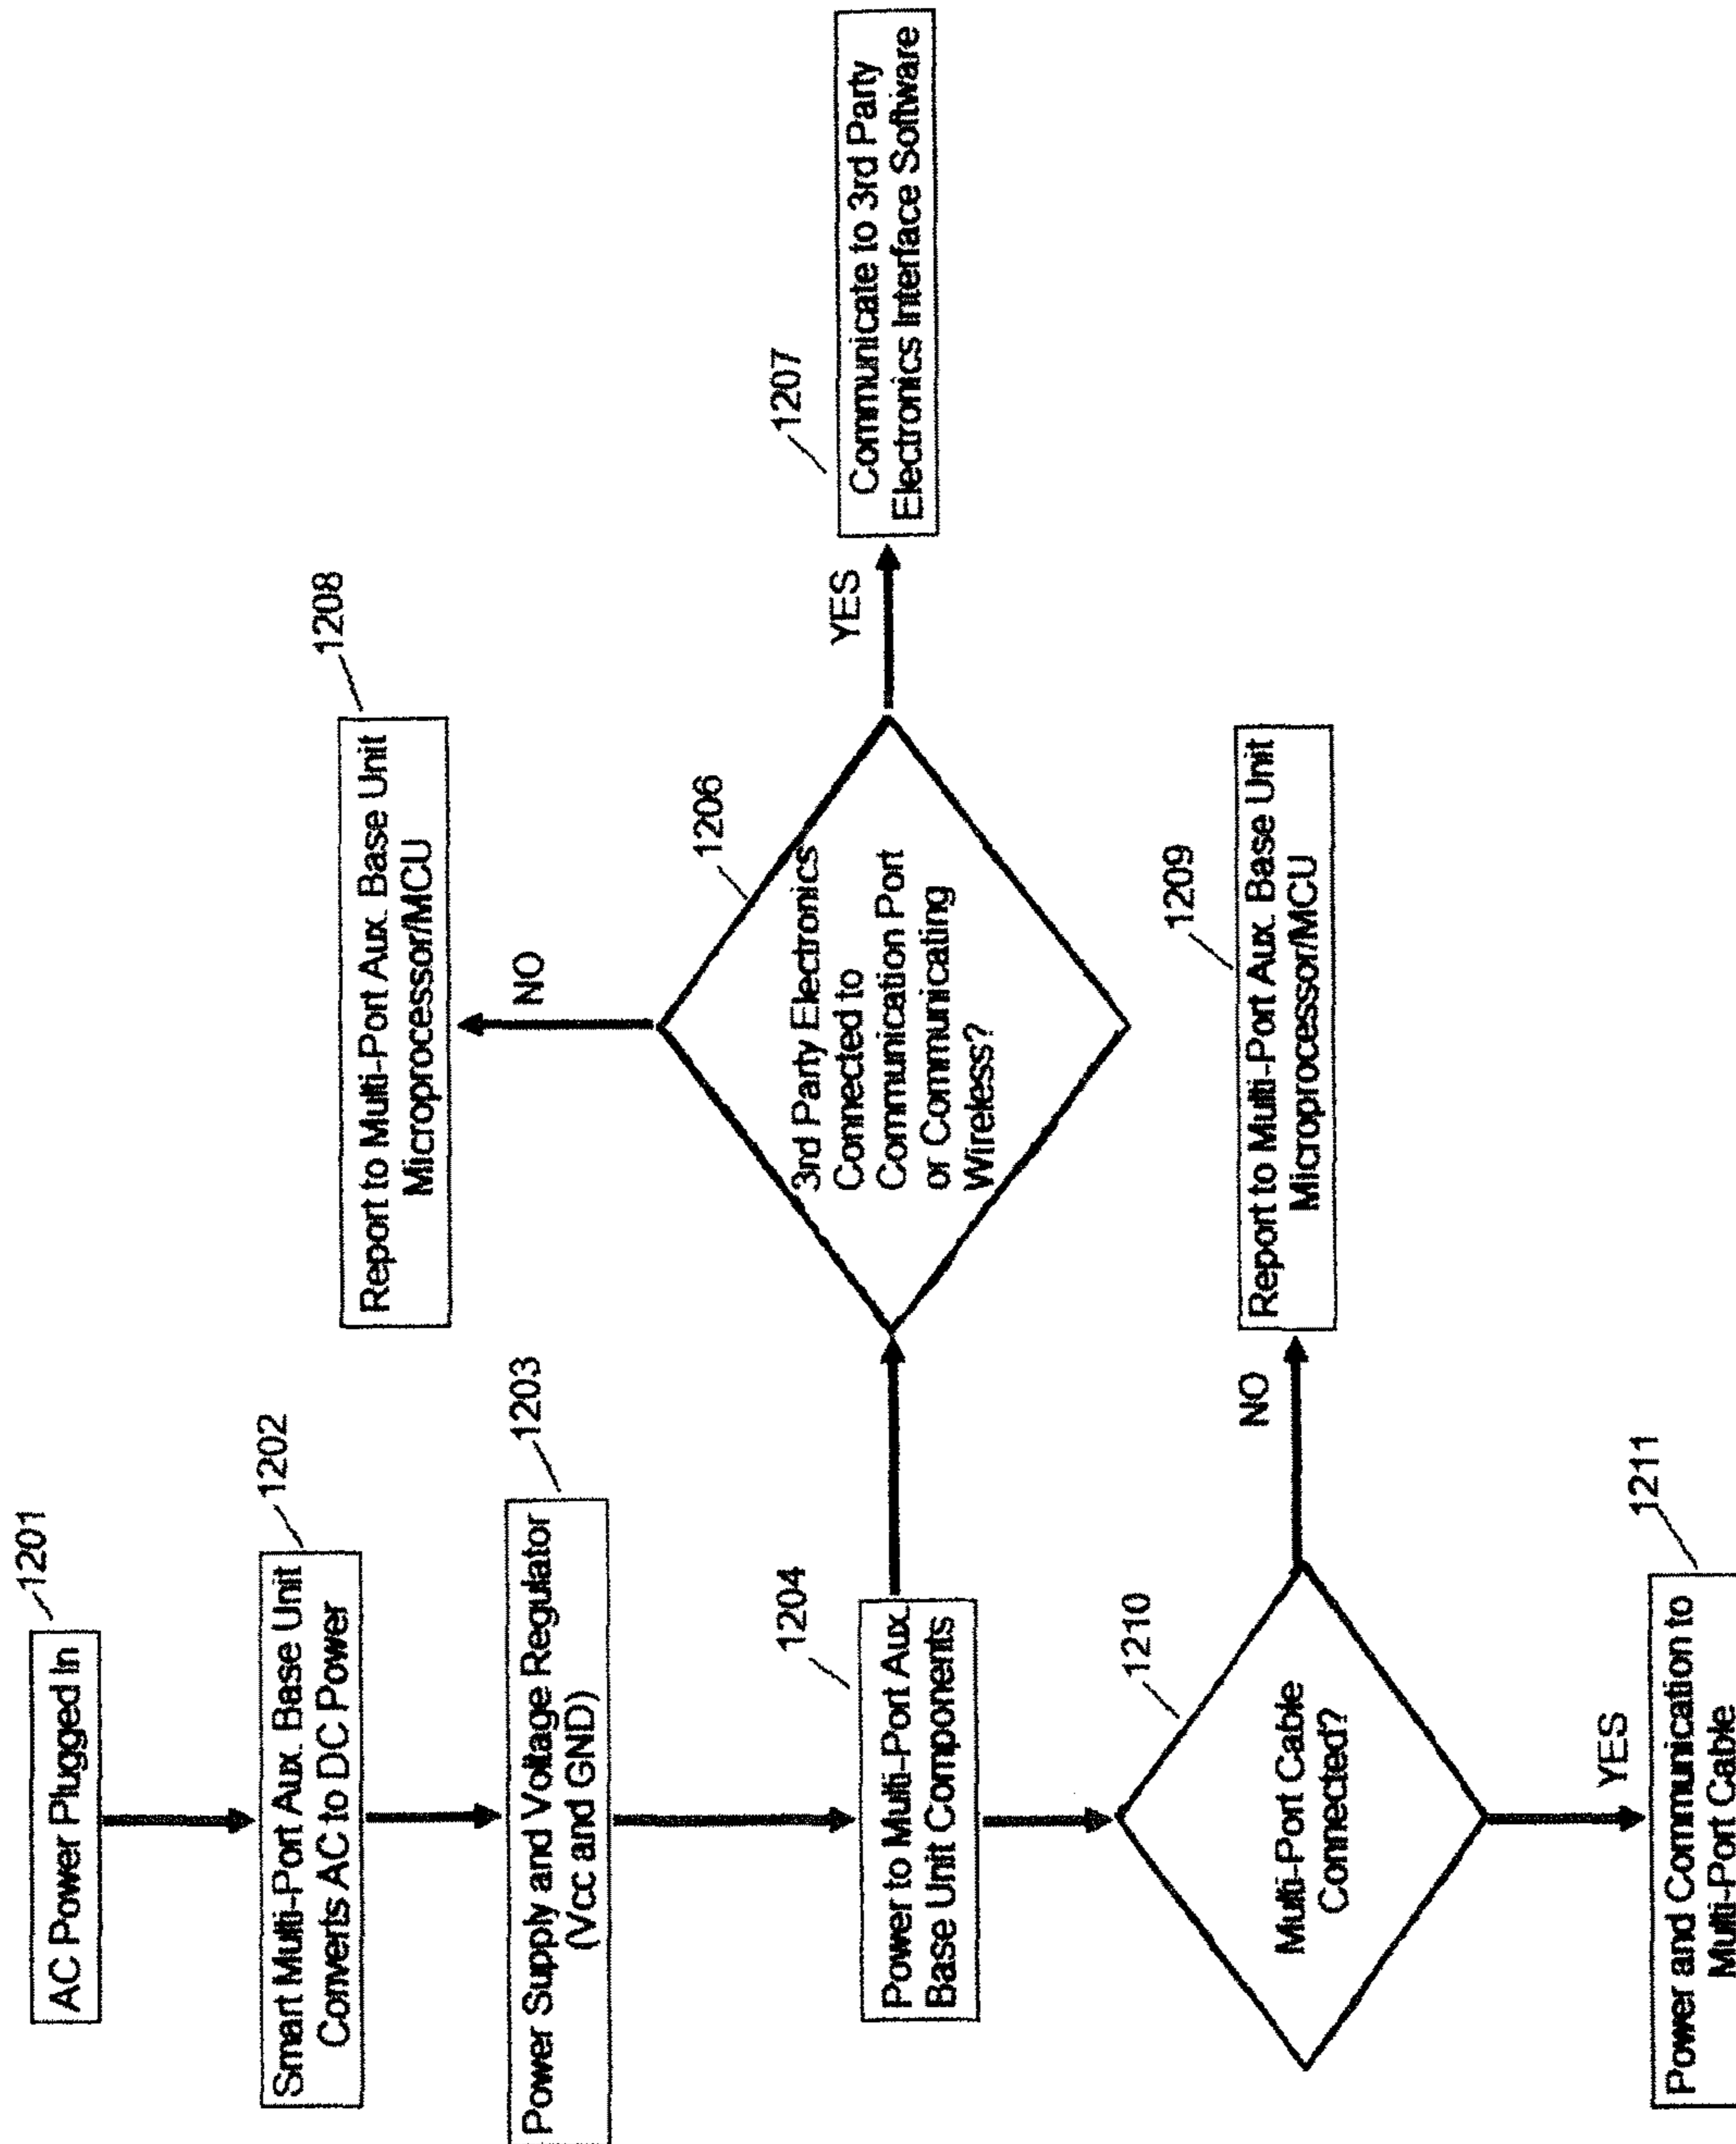 1201
AC Power Plugged In
1202
Smart Multi-Port Aux. Base Unit
Converts AC to DC Power
1203
Power Supply and Voltage Regulator
(Vcc and GND)
1204
Power to Multi-Port Aux.
Base Unit Components
1206
3rd Party Electronics
Connected to
Communication Port
or Communicating
Wireless?
NO
1208
Report to Multi-Port Aux. Base Unit
Microprocessor/MCU
YES
1207
Communicate to 3rd Party
Electronics Interface Software
1210
Multi-Port Cable
Connected?
NO
1209
Report to Multi-Port Aux. Base Unit
Microprocessor/MCU
YES
1211
Power and Communication to
Multi-Port Cable